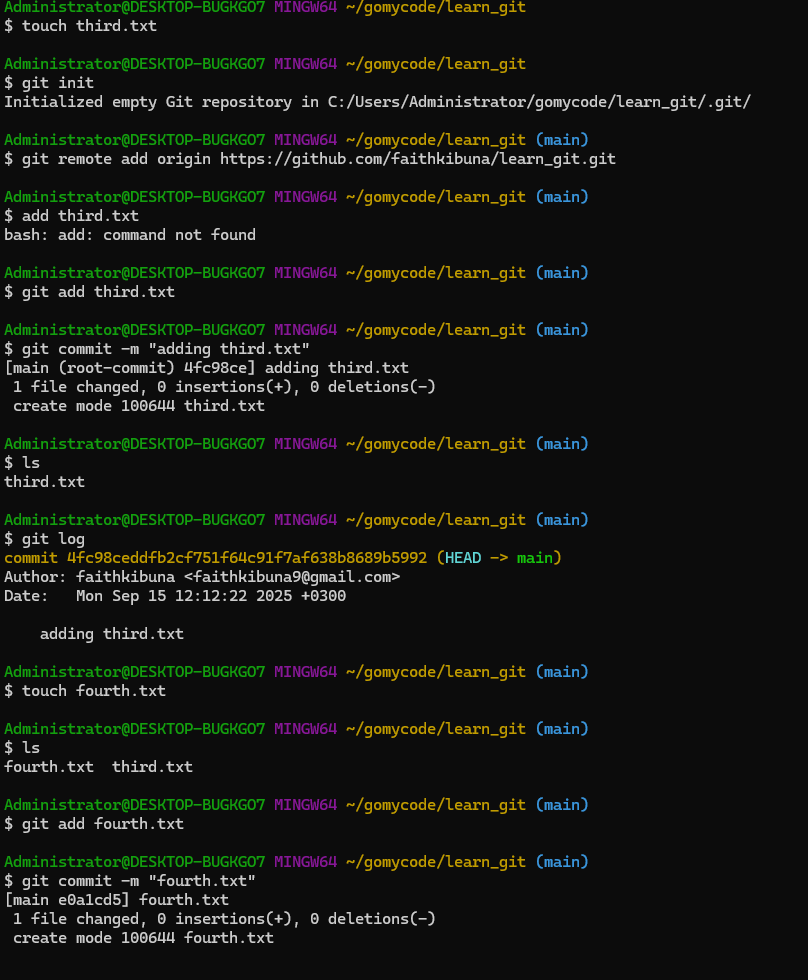 Administrator@DESKTOP-BUGKGO7 MINGW64 ~/gomycode/learn_git
$ touch third.txt
Administrator@DESKTOP-BUGKGO7 MINGW64 ~/gomycode/learn_git
$ git init
Initialized empty Git repository in C:/Users/Administrator/gomycode/learn_git/.git/
Administrator@DESKTOP-BUGKGO7 MINGW64 ~/gomycode/learn_git (main)
$ git remote add origin https://github.com/faithkibuna/learn_git.git
Administrator@DESKTOP-BUGKGO7 MINGW64 ~/gomycode/learn_git (main)
$ add third.txt
bash: add: command not found
Administrator@DESKTOP-BUGKGO7 MINGW64 ~/gomycode/learn_git (main)
$ git add third.txt
Administrator@DESKTOP-BUGKGO7 MINGW64 ~/gomycode/learn_git (main)
$ git commit -m "adding third.txt"
[main (root-commit) 4fc98ce] adding third.txt
 1 file changed, 0 insertions(+), 0 deletions(-)
 create mode 100644 third.txt
Administrator@DESKTOP-BUGKGO7 MINGW64 ~/gomycode/learn_git (main)
$ ls
third.txt
Administrator@DESKTOP-BUGKGO7 MINGW64 ~/gomycode/learn_git (main)
$ git log
commit 4fc98ceddfb2cf751f64c91f7af638b8689b5992 (HEAD -> main)
Author: faithkibuna <faithkibuna9@gmail.com>
Date:   Mon Sep 15 12:12:22 2025 +0300
    adding third.txt
Administrator@DESKTOP-BUGKGO7 MINGW64 ~/gomycode/learn_git (main)
$ touch fourth.txt
Administrator@DESKTOP-BUGKGO7 MINGW64 ~/gomycode/learn_git (main)
$ ls
fourth.txt  third.txt
Administrator@DESKTOP-BUGKGO7 MINGW64 ~/gomycode/learn_git (main)
$ git add fourth.txt
Administrator@DESKTOP-BUGKGO7 MINGW64 ~/gomycode/learn_git (main)
$ git commit -m "fourth.txt"
[main e0a1cd5] fourth.txt
 1 file changed, 0 insertions(+), 0 deletions(-)
 create mode 100644 fourth.txt